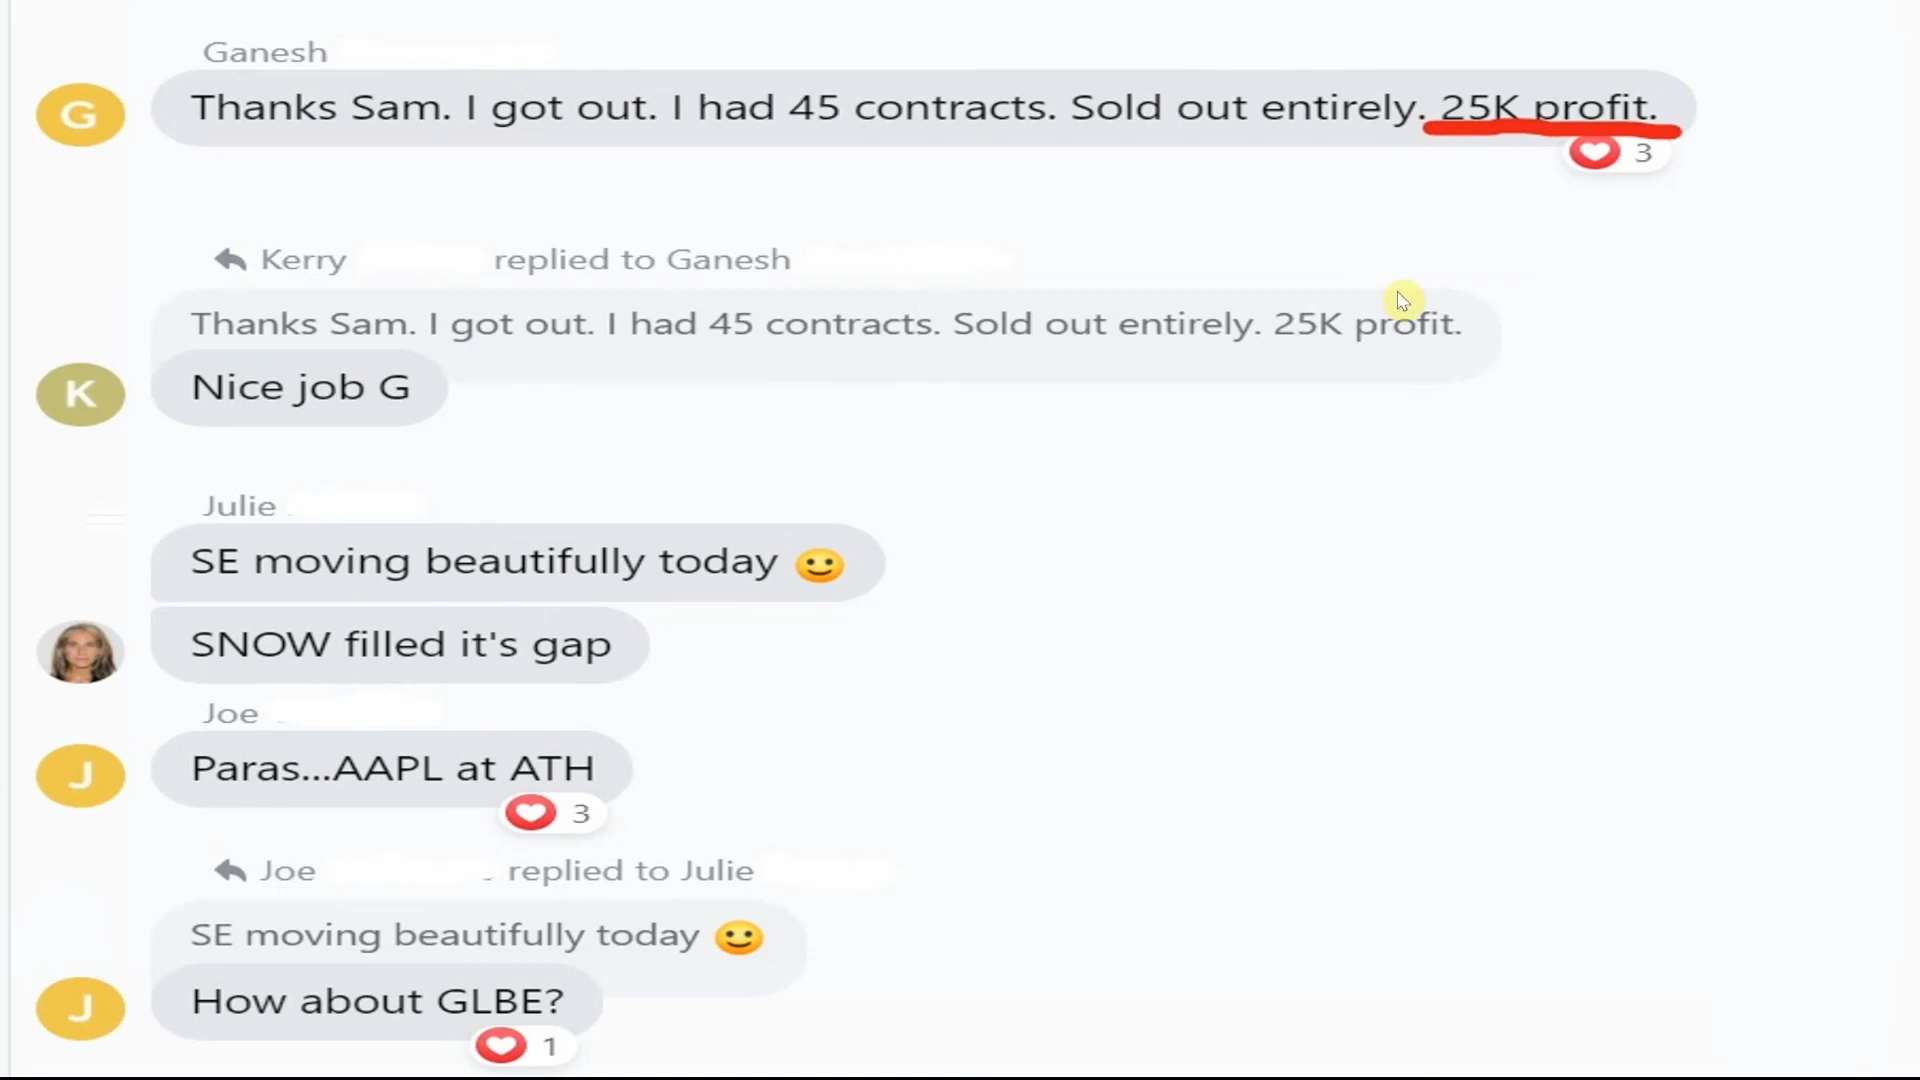 Ganesh
G
Thanks Sam. I got out. I had 45 contracts. Sold out entirely. 25K profit.
3
Kerry replied to Ganesh
Thanks Sam. I got out. I had 45 contracts. Sold out entirely. 25K profit.
K
Nice job G
Julie
SE moving beautifully today 🙂
SNOW filled it's gap
Joe
J
Paras...AAPL at ATH
3
Joe replied to Julie
SE moving beautifully today 🙂
J
How about GLBE?
1